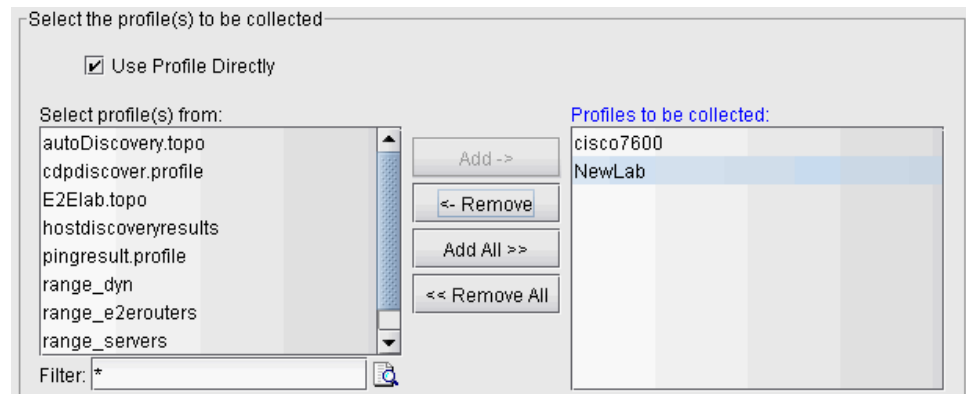 Select the profile(s) to be collected
Use Profile Directly
Select profile(s) from:
autoDiscovery.topo
cdpdiscover.profile
E2Elab.topo
hostdiscoveryresults
pingresult.profile
range_dyn
range_e2erouters
range_servers
Filter: *
Add ->
<- Remove
Add All >>
<< Remove All
Profiles to be collected:
cisco7600
NewLab